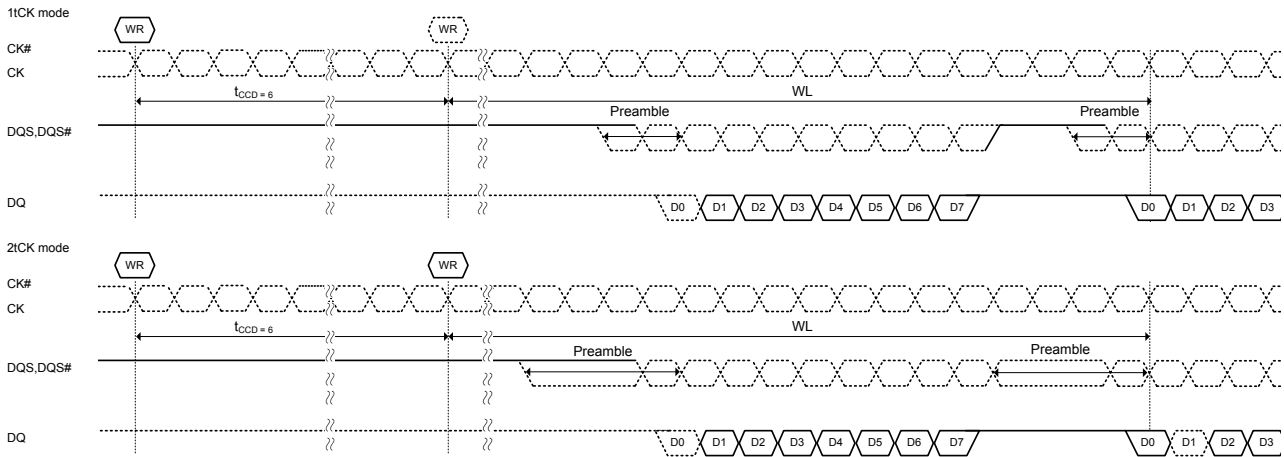 1tCK mode
WR WR
CK#
CK
tCCD = 6 WL
Preamble Preamble
DQS,DQS#
DQ D0 D1 D2 D3 D4 D5 D6 D7 D0 D1 D2 D3
2tCK mode
WR WR
CK#
CK
tCCD = 6 WL
Preamble Preamble
DQS,DQS#
DQ D0 D1 D2 D3 D4 D5 D6 D7 D0 D1 D2 D3